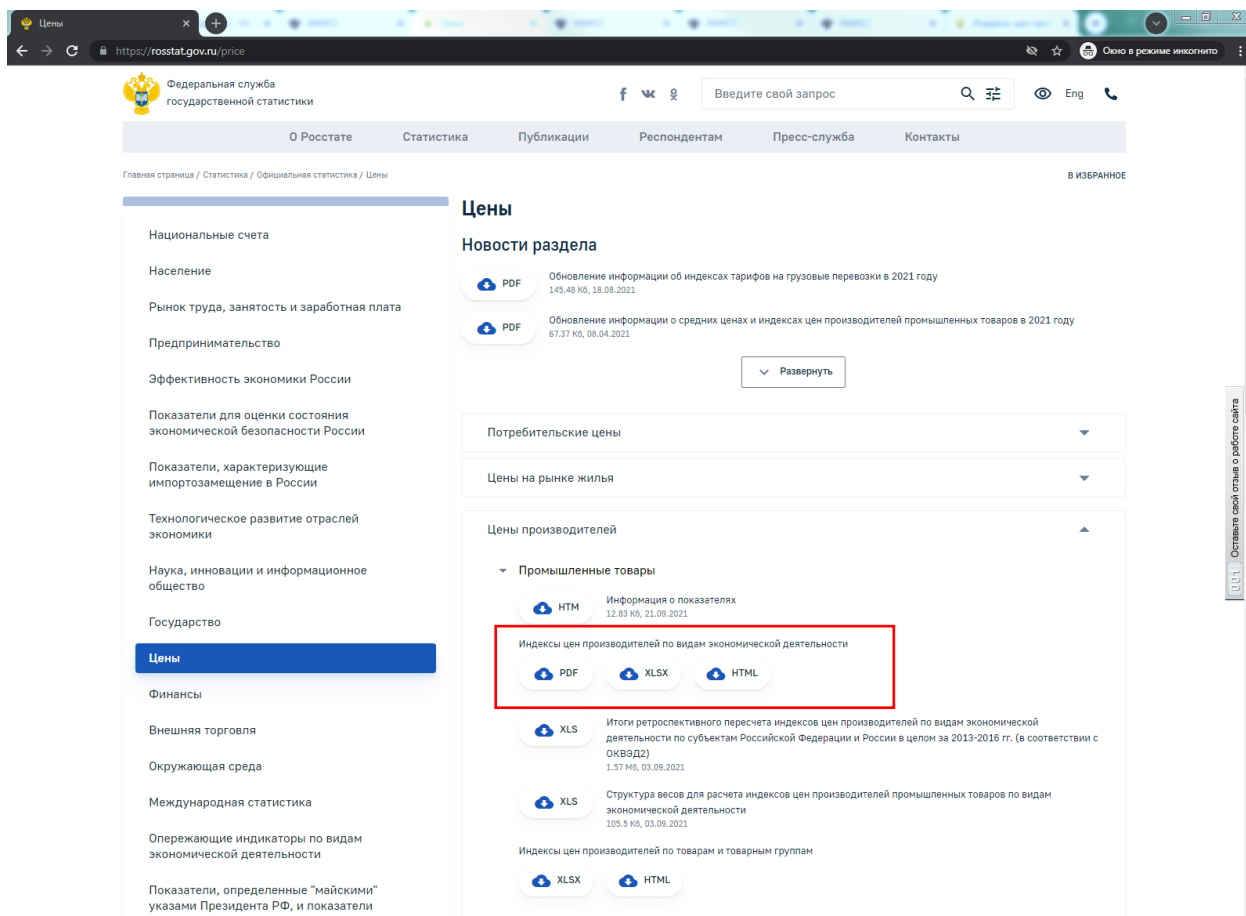 Цены
https://rosstat.gov.ru/price
Окно в режиме инкогнито
Федеральная служба
государственной статистики
Введите свой запрос
Eng
О Росстате Статистика Публикации Респондентам Пресс-служба Контакты
Главная страница / Статистика / Официальная статистика / Цены
В ИЗБРАННОЕ
Национальные счета
Население
Рынок труда, занятость и заработная плата
Предпринимательство
Эффективность экономики России
Показатели для оценки состояния
экономической безопасности России
Показатели, характеризующие
импортозамещение в России
Технологическое развитие отраслей
экономики
Наука, инновации и информационное
общество
Государство
Цены
Финансы
Внешняя торговля
Окружающая среда
Международная статистика
Опережающие индикаторы по видам
экономической деятельности
Показатели, определенные "майскими"
указами Президента РФ, и показатели
Цены
Новости раздела
PDF
Обновление информации об индексах тарифов на грузовые перевозки в 2021 году
145.48 Кб, 18.08.2021
PDF
Обновление информации о средних ценах и индексах цен производителей промышленных товаров в 2021 году
67.37 Кб, 08.04.2021
Развернуть
Потребительские цены
Цены на рынке жилья
Цены производителей
Промышленные товары
HTM
Информация о показателях
12.83 Кб, 21.09.2021
Индексы цен производителей по видам экономической деятельности
PDF XLSX HTML
XLS
Итоги ретроспективного пересчета индексов цен производителей по видам экономической
деятельности по субъектам Российской Федерации и России в целом за 2013-2016 гг. (в соответствии с
ОКВЭД2)
1.57 Мб, 03.09.2021
XLS
Структура весов для расчета индексов цен производителей промышленных товаров по видам
экономической деятельности
105.5 Кб, 03.09.2021
Индексы цен производителей по товарам и товарным группам
XLSX HTML
Оставьте свой отзыв о работе сайта